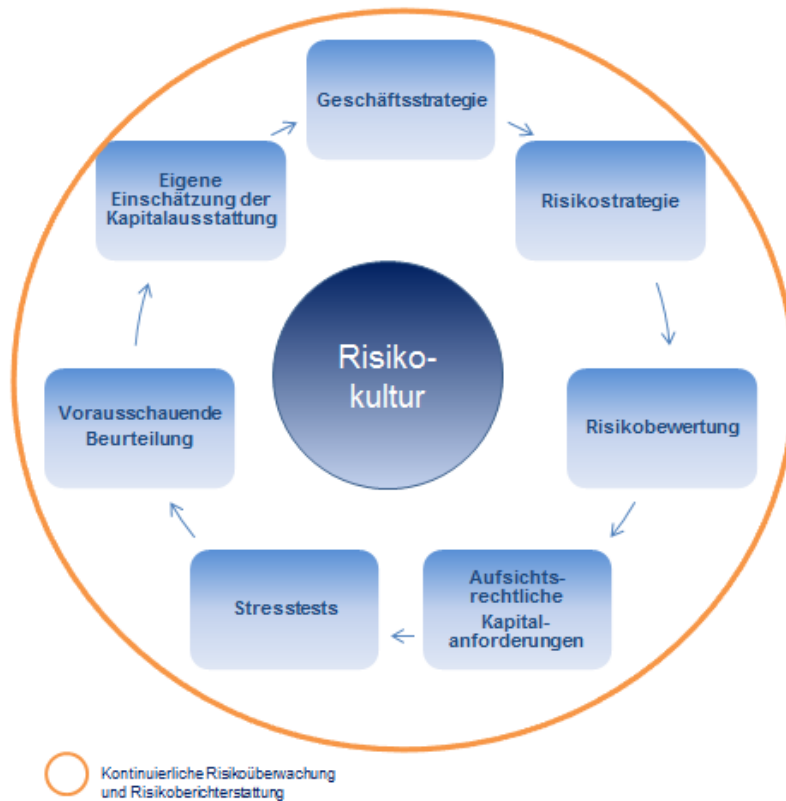 Geschäftsstrategie
Risikostrategie
Risikobewertung
Aufsichts-
rechtliche
Kapital-
anforderungen
Stresstests
Vorausschauende
Beurteilung
Eigene
Einschätzung der
Kapitalausstattung
Risiko-
kultur
Kontinuierliche Risikoüberwachung
und Risikoberichterstattung